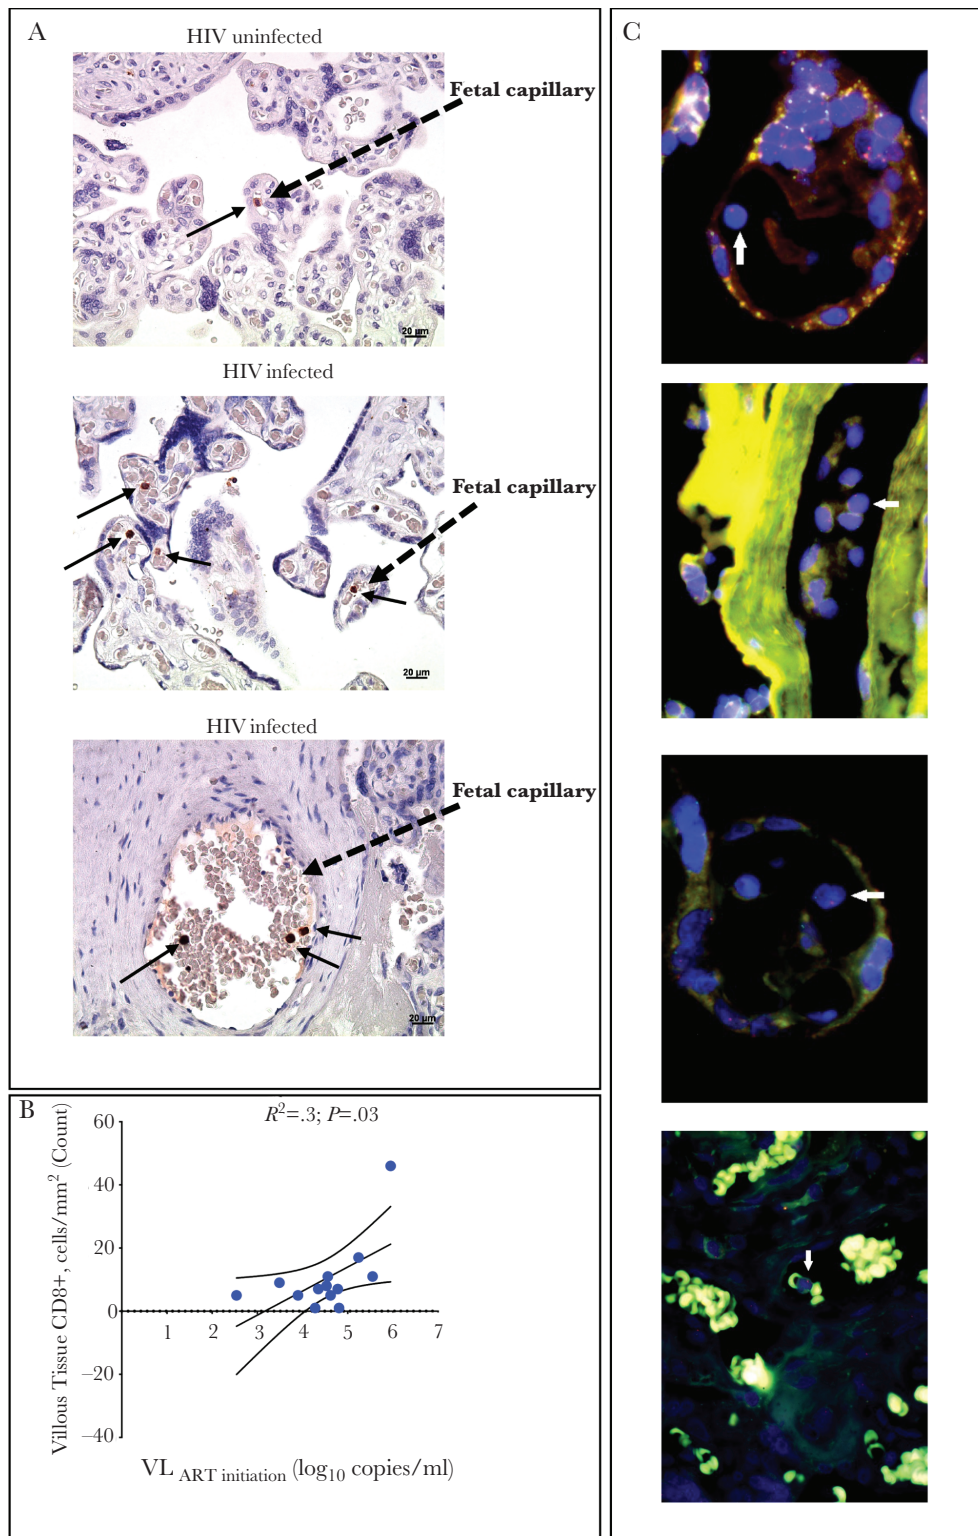 A
HIV uninfected
Fetal capillary
20 µm
HIV infected
Fetal capillary
20 µm
HIV infected
Fetal capillary
20 µm
B
R²=.3; P=.03
Villous Tissue CD8+, cells/mm² (Count)
60
40
20
0
–20
–40
1 2 3 4 5 6 7
VL ART initiation (log₁₀ copies/ml)
C